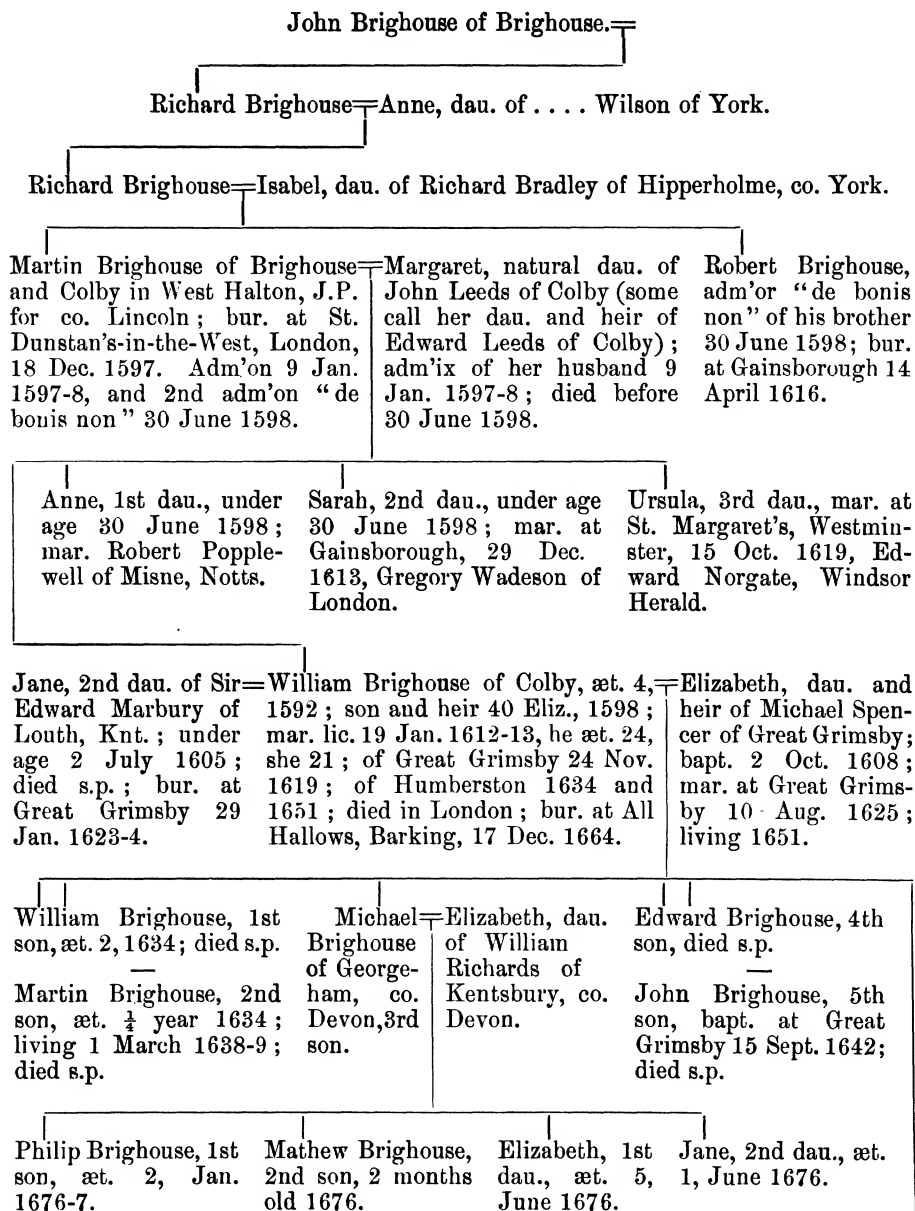 John Brighouse of Brighouse.
Richard Brighouse=Anne, dau. of . . . . Wilson of York.
Richard Brighouse=Isabel, dau. of Richard Bradley of Hipperholme, co. York.
Martin Brighouse of Brighouse
and Colby in West Halton, J.P.
for co. Lincoln; bur. at St.
Dunstan's-in-the-West, London,
18 Dec. 1597. Adm'on 9 Jan.
1597-8, and 2nd adm'on "de
bonis non" 30 June 1598.
Margaret, natural dau. of
John Leeds of Colby (some
call her dau. and heir of
Edward Leeds of Colby);
adm'ix of her husband 9
Jan. 1597-8; died before
30 June 1598.
Robert Brighouse,
adm'or "de bonis
non" of his brother
30 June 1598; bur.
at Gainsborough 14
April 1616.
Anne, 1st dau., under
age 30 June 1598;
mar. Robert Popple-
well of Misne, Notts.
Sarah, 2nd dau., under age
30 June 1598; mar. at
Gainsborough, 29 Dec.
1613, Gregory Wadeson of
London.
Ursula, 3rd dau., mar. at
St. Margaret's, Westmin-
ster, 15 Oct. 1619, Ed-
ward Norgate, Windsor
Herald.
Jane, 2nd dau. of Sir
Edward Marbury of
Louth, Knt.; under
age 2 July 1605;
died s.p.; bur. at
Great Grimsby 29
Jan. 1623-4.
William Brighouse of Colby, æt. 4,
1592; son and heir 40 Eliz., 1598;
mar. lic. 19 Jan. 1612-13, he æt. 24,
she 21; of Great Grimsby 24 Nov.
1619; of Humberston 1634 and
1651; died in London; bur. at All
Hallows, Barking, 17 Dec. 1664.
Elizabeth, dau. and
heir of Michael Spen-
cer of Great Grimsby;
bapt. 2 Oct. 1608;
mar. at Great Grims-
by 10 Aug. 1625;
living 1651.
William Brighouse, 1st
son, æt. 2, 1634; died s.p.
Martin Brighouse, 2nd
son, æt. ¼ year 1634;
living 1 March 1638-9;
died s.p.
Michael
Brighouse
of George-
ham, co.
Devon, 3rd
son.
Elizabeth, dau.
of William
Richards of
Kentsbury, co.
Devon.
Edward Brighouse, 4th
son, died s.p.
John Brighouse, 5th
son, bapt. at Great
Grimsby 15 Sept. 1642;
died s.p.
Philip Brighouse, 1st
son, æt. 2, Jan.
1676-7.
Mathew Brighouse,
2nd son, 2 months
old 1676.
Elizabeth, 1st
dau., æt. 5,
June 1676.
Jane, 2nd dau., æt.
1, June 1676.